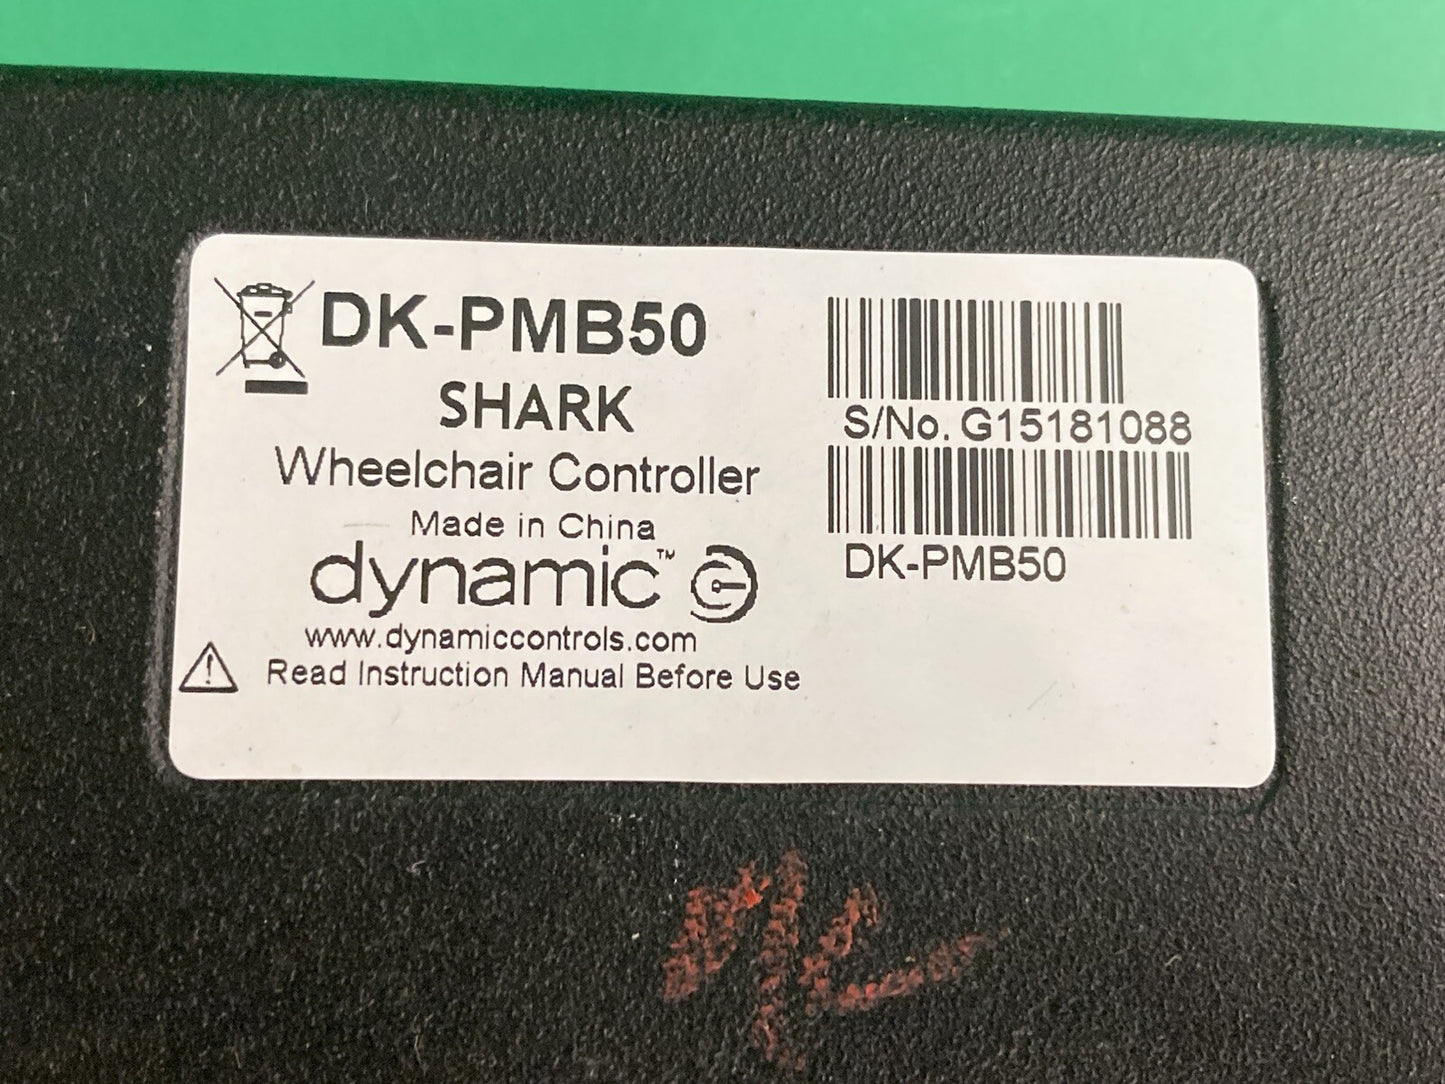 DK-PMB50
SHARK
Wheelchair Controller
Made in China
dynamic™
www.dynamiccontrols.com
Read Instruction Manual Before Use
S/No. G15181088
DK-PMB50